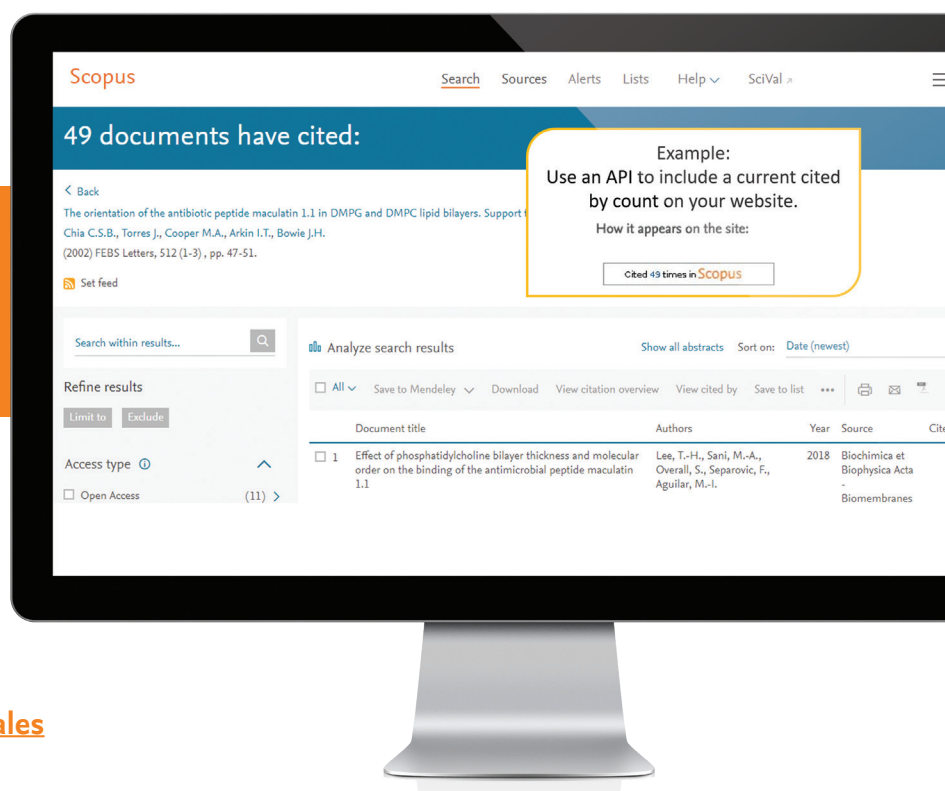 Scopus
Search Sources Alerts Lists Help SciVal
49 documents have cited:
Example:
Use an API to include a current cited
by count on your website.
How it appears on the site:
Cited 49 times in Scopus
Back
The orientation of the antibiotic peptide maculatin 1.1 in DMPG and DMPC lipid bilayers. Support
Chia C.S.B., Torres J., Cooper M.A., Arkin I.T., Bowie J.H.
(2002) FEBS Letters, 512 (1-3) , pp. 47-51.
Set feed
Search within results...
Refine results
Limit to Exclude
Access type
Open Access (11)
Analyze search results Show all abstracts Sort on: Date (newest)
All Save to Mendeley Download View citation overview View cited by Save to list •••
Document title Authors Year Source Cite
1 Effect of phosphatidylcholine bilayer thickness and molecular Lee, T.-H., Sani, M.-A., 2018 Biochimica et
order on the binding of the antimicrobial peptide maculatin Overall, S., Separovic, F., Biophysica Acta
1.1 Aguilar, M.-I. -
Biomembranes
ales